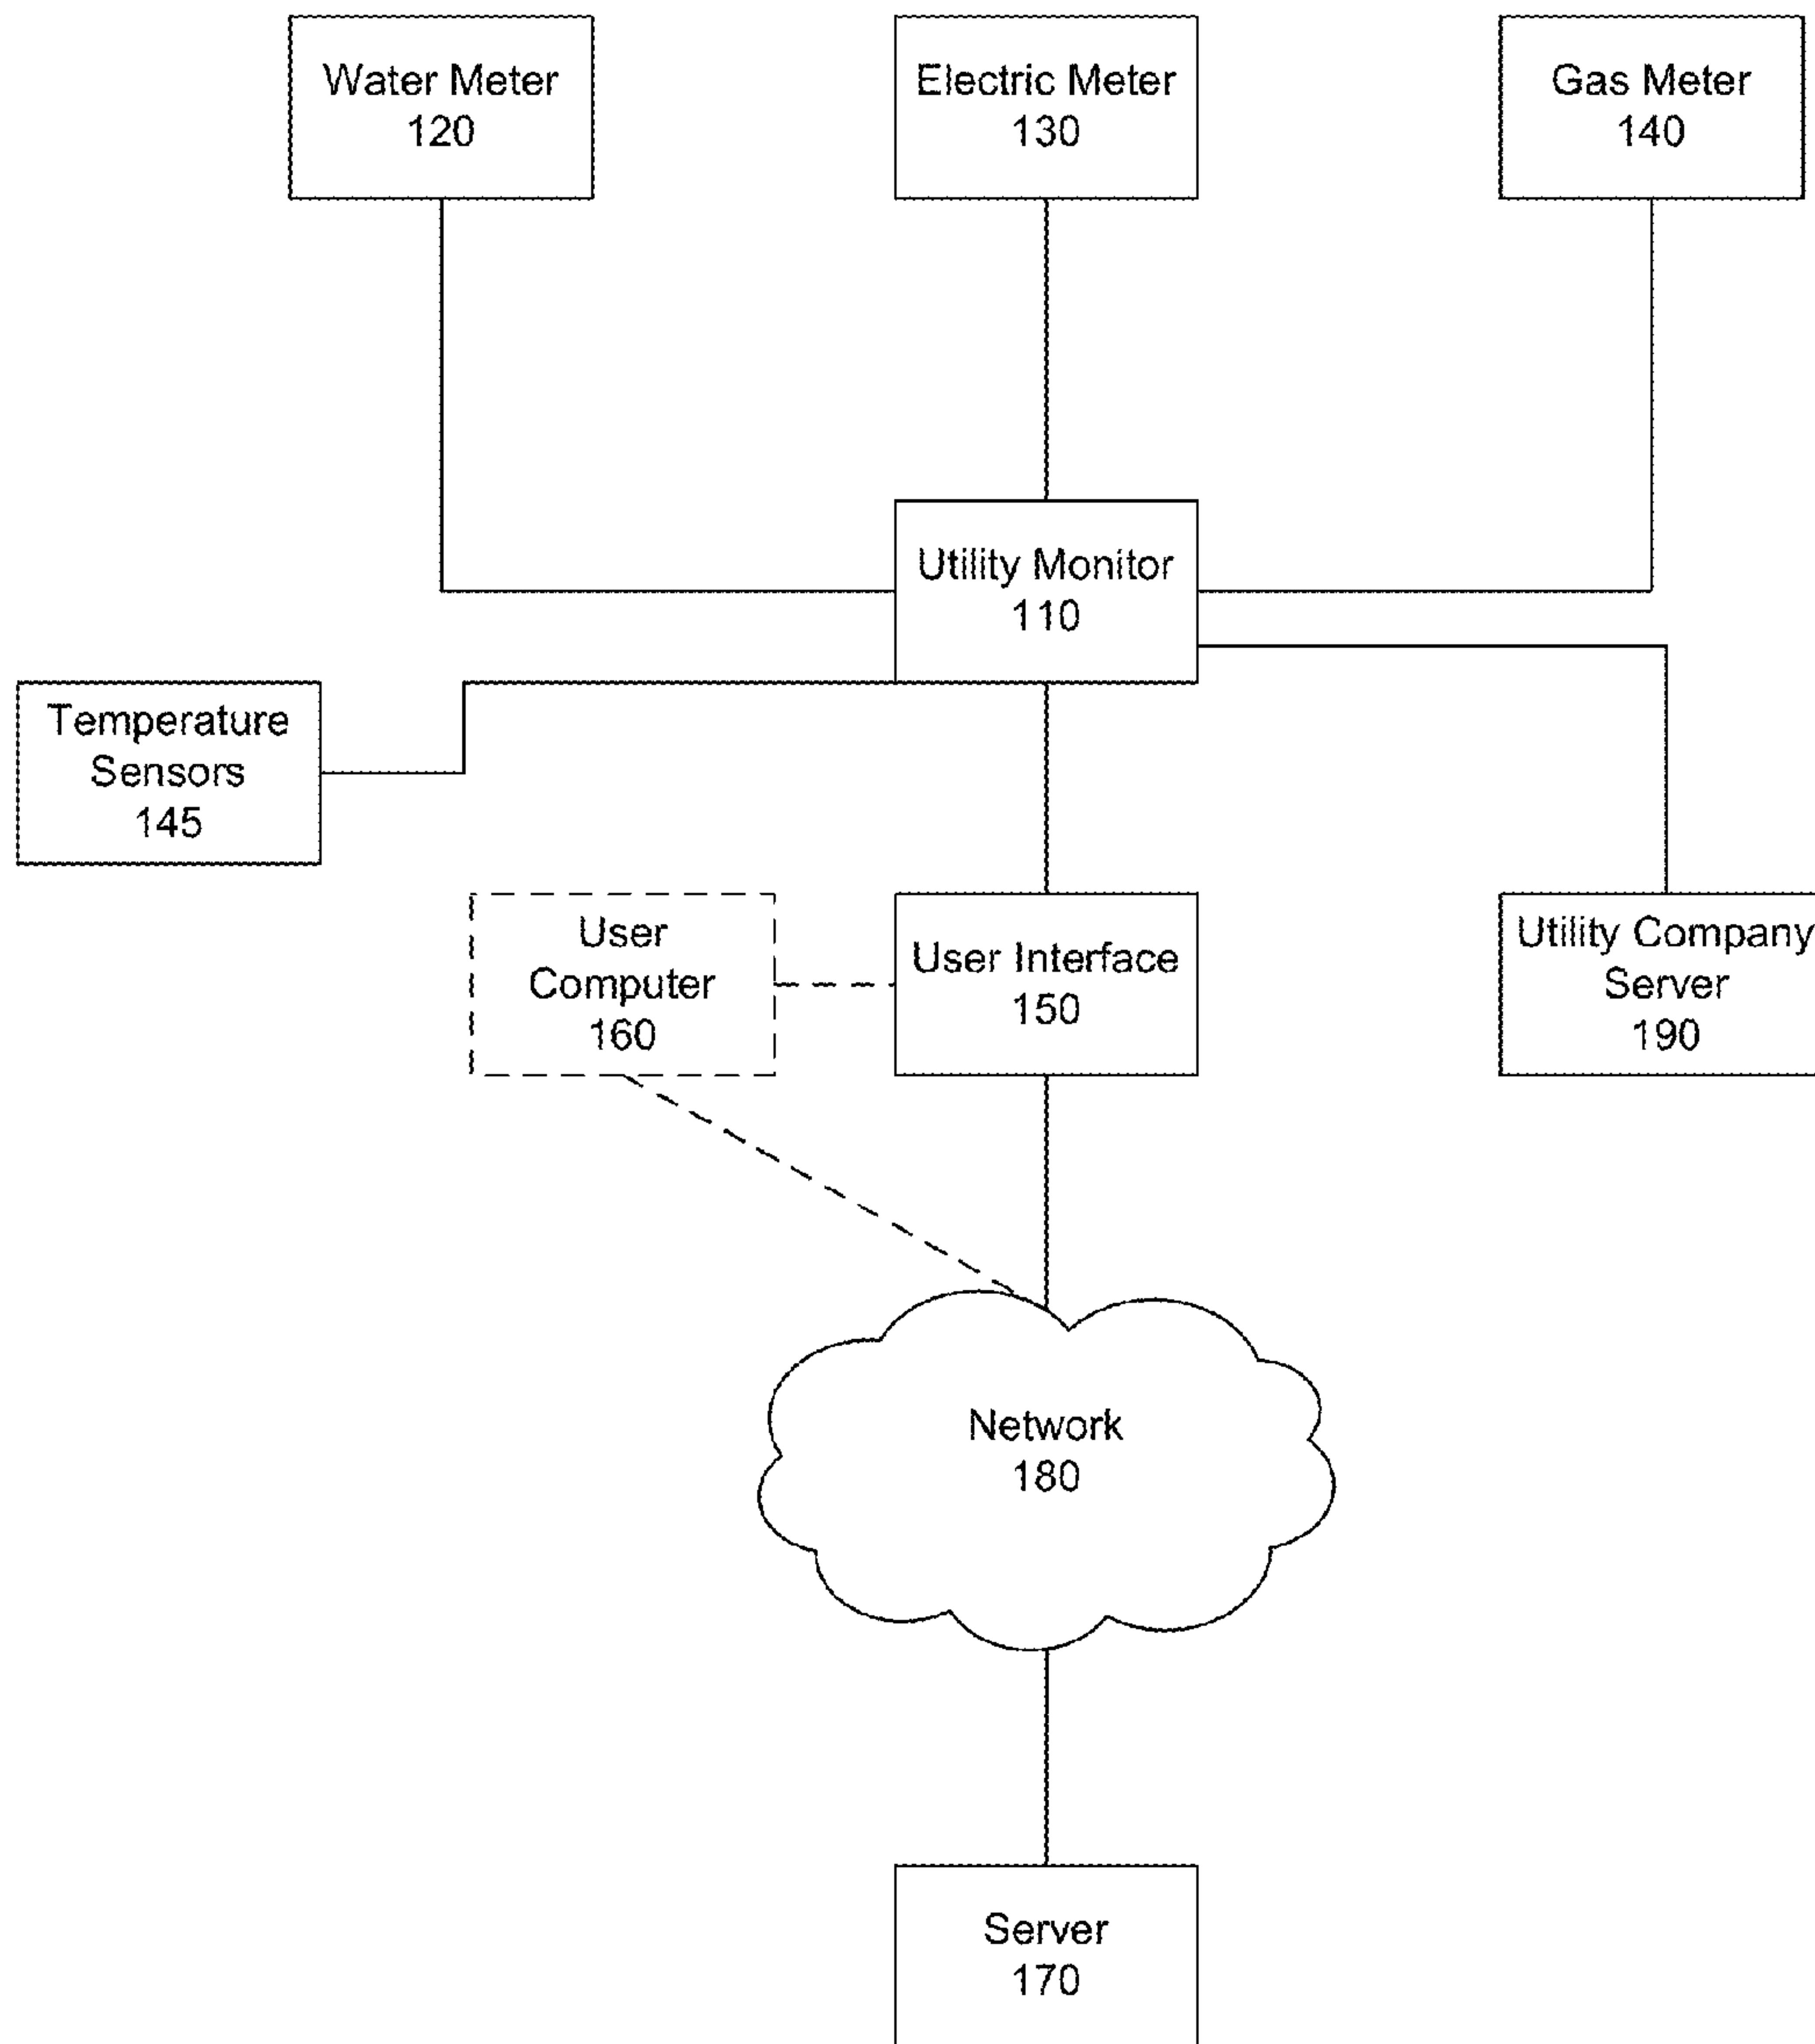 Water Meter
120
Electric Meter
130
Gas Meter
140
Utility Monitor
110
Temperature
Sensors
145
User
Computer
160
User Interface
150
Utility Company
Server
190
Network
180
Server
170